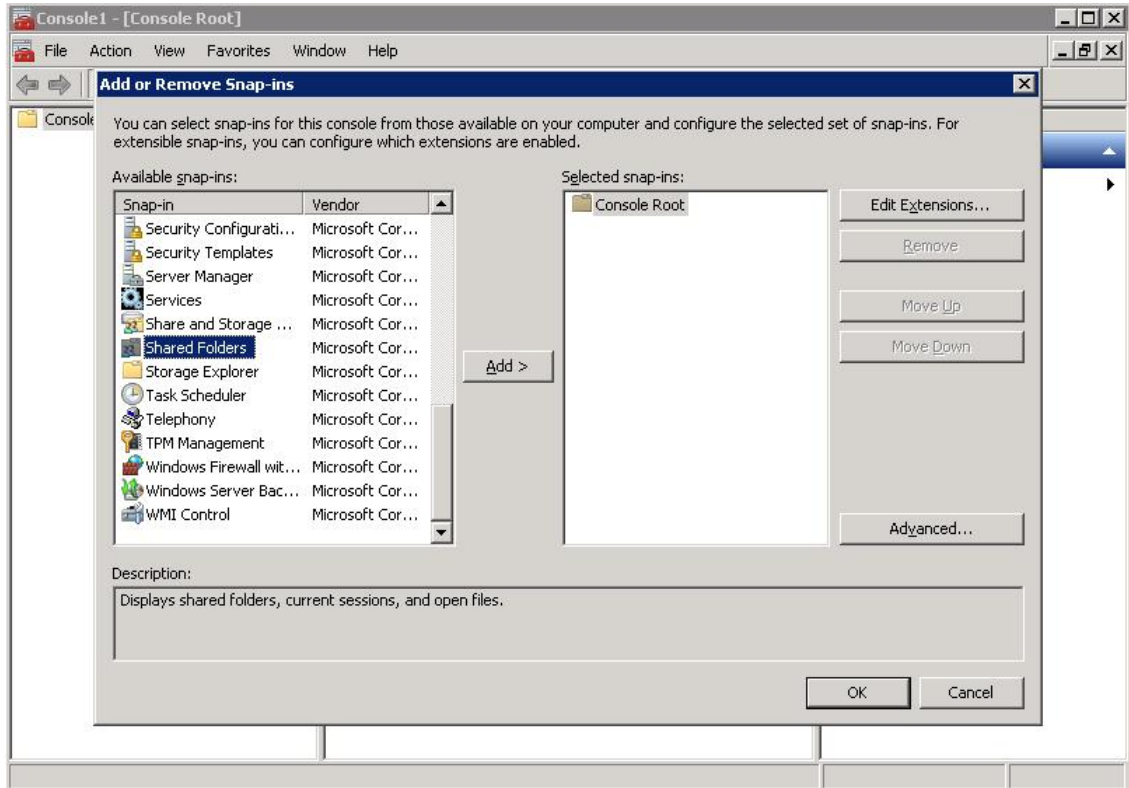 Console1 - [Console Root]
File Action View Favorites Window Help
Add or Remove Snap-ins
Console
You can select snap-ins for this console from those available on your computer and configure the selected set of snap-ins. For
extensible snap-ins, you can configure which extensions are enabled.
Available snap-ins:
Snap-in Vendor
Security Configurati... Microsoft Cor...
Security Templates Microsoft Cor...
Server Manager Microsoft Cor...
Services Microsoft Cor...
Share and Storage ... Microsoft Cor...
Shared Folders Microsoft Cor...
Storage Explorer Microsoft Cor...
Task Scheduler Microsoft Cor...
Telephony Microsoft Cor...
TPM Management Microsoft Cor...
Windows Firewall wit... Microsoft Cor...
Windows Server Bac... Microsoft Cor...
WMI Control Microsoft Cor...
Add >
Selected snap-ins:
Console Root
Edit Extensions...
Remove
Move Up
Move Down
Advanced...
Description:
Displays shared folders, current sessions, and open files.
OK Cancel